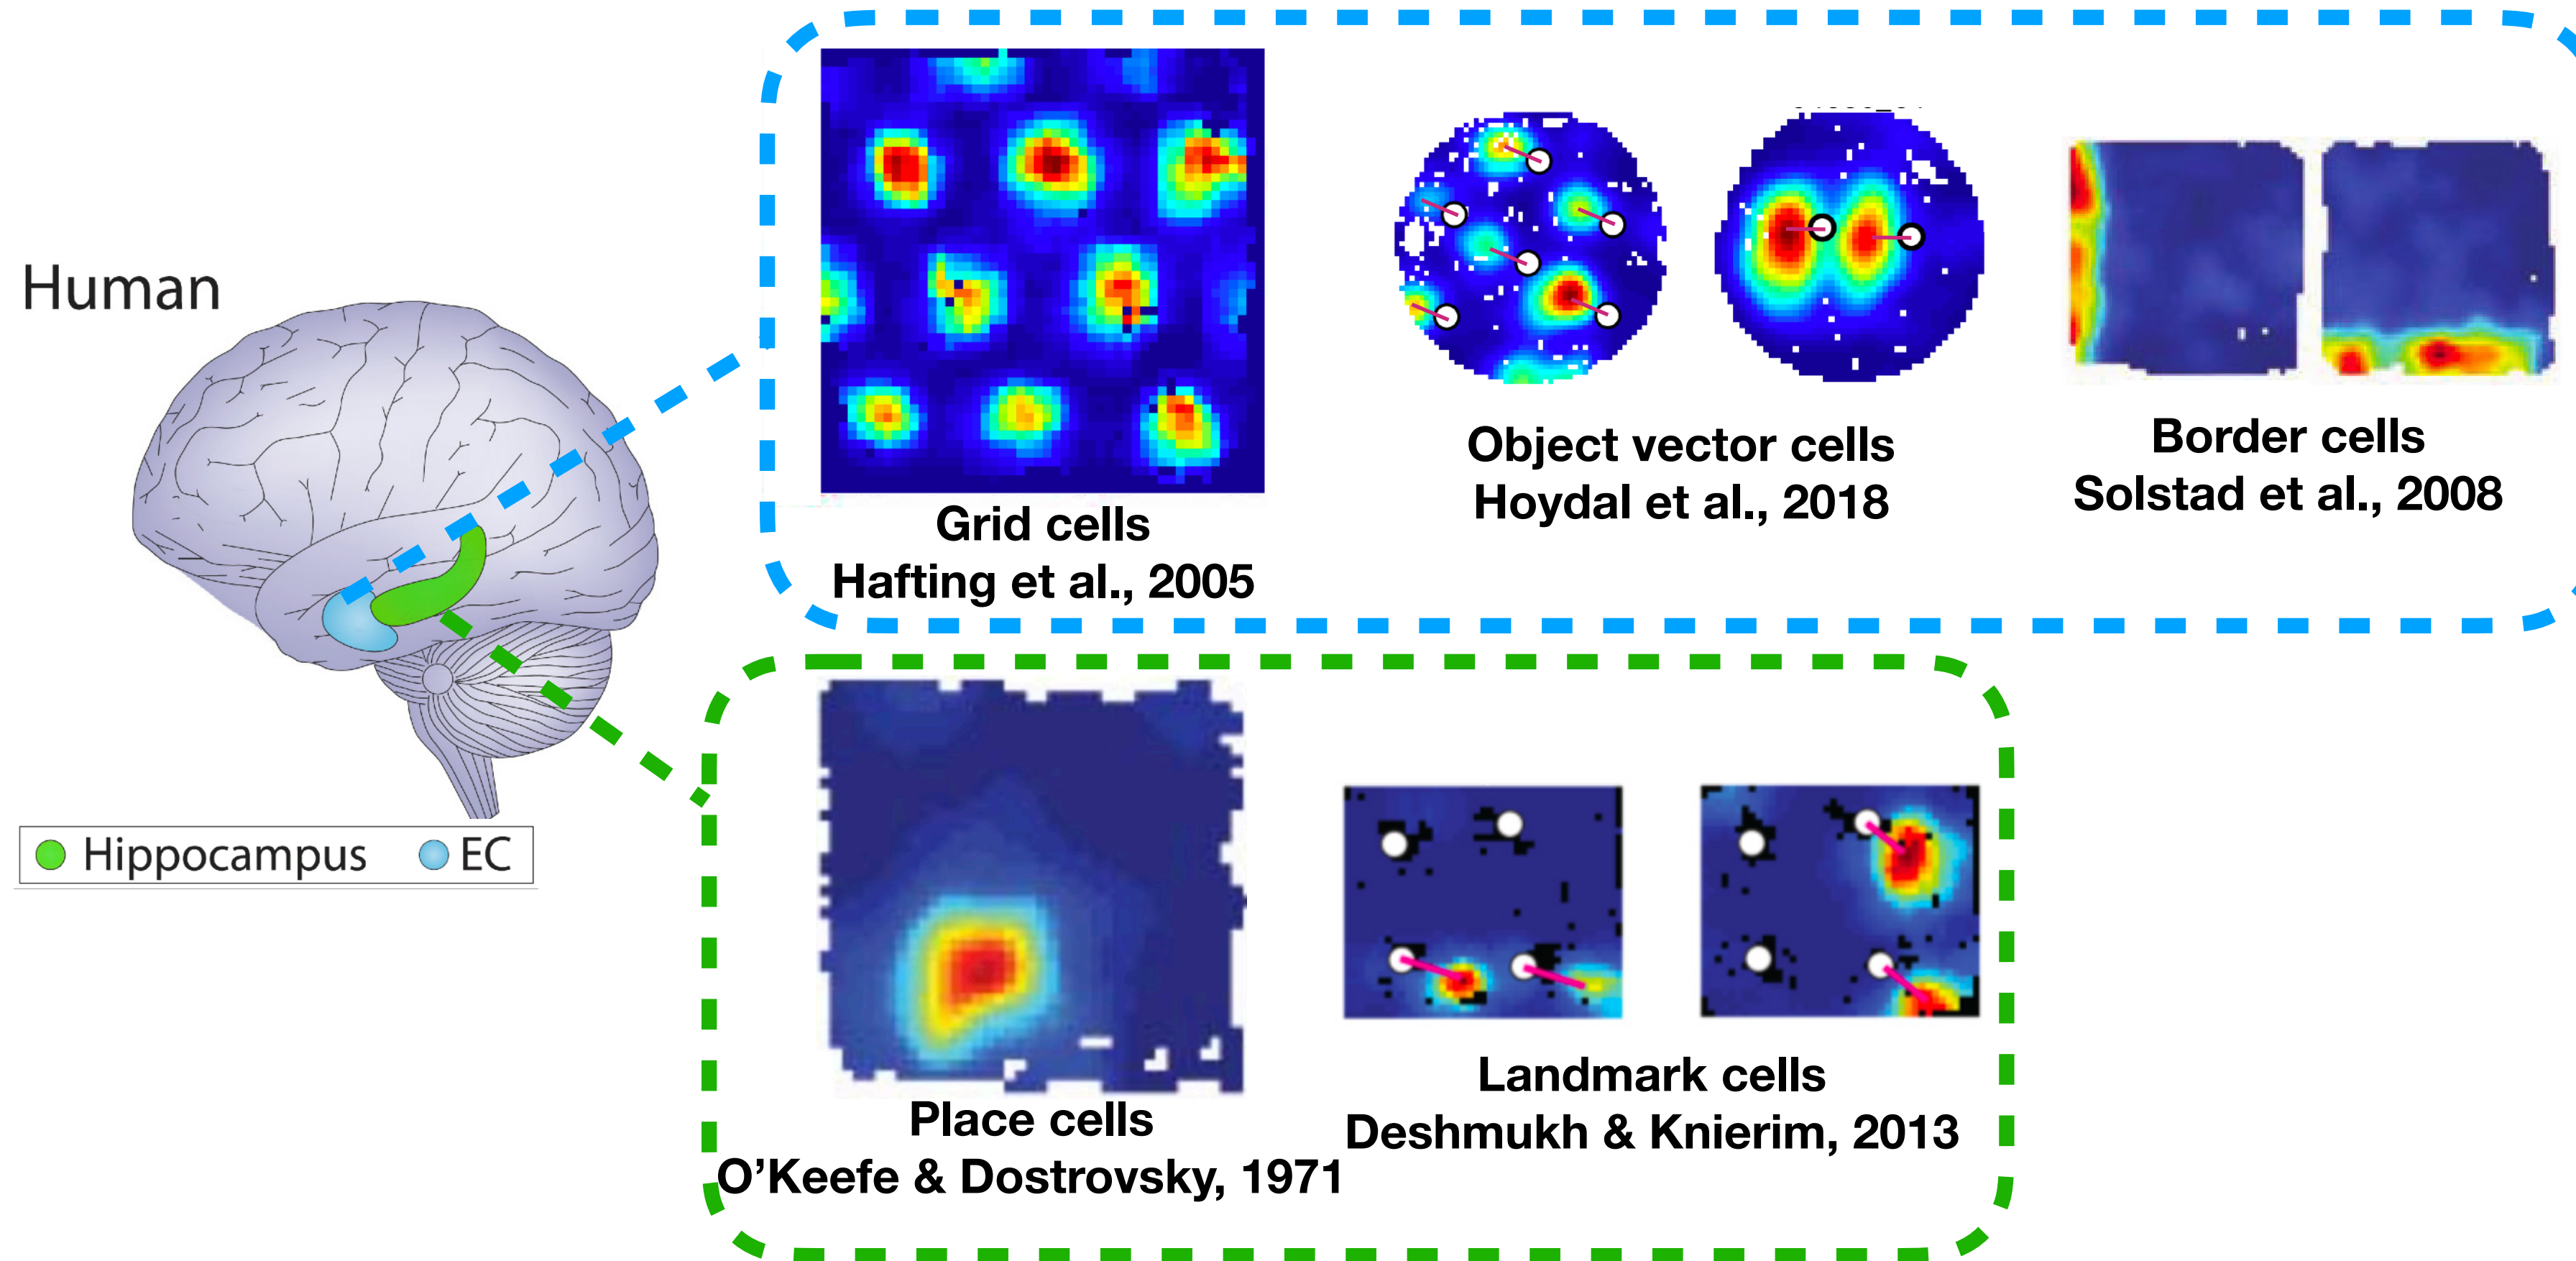 Human
Hippocampus
EC
Grid cells
Hafting et al., 2005
Object vector cells
Hoydal et al., 2018
Border cells
Solstad et al., 2008
Place cells
O’Keefe & Dostrovsky, 1971
Landmark cells
Deshmukh & Knierim, 2013